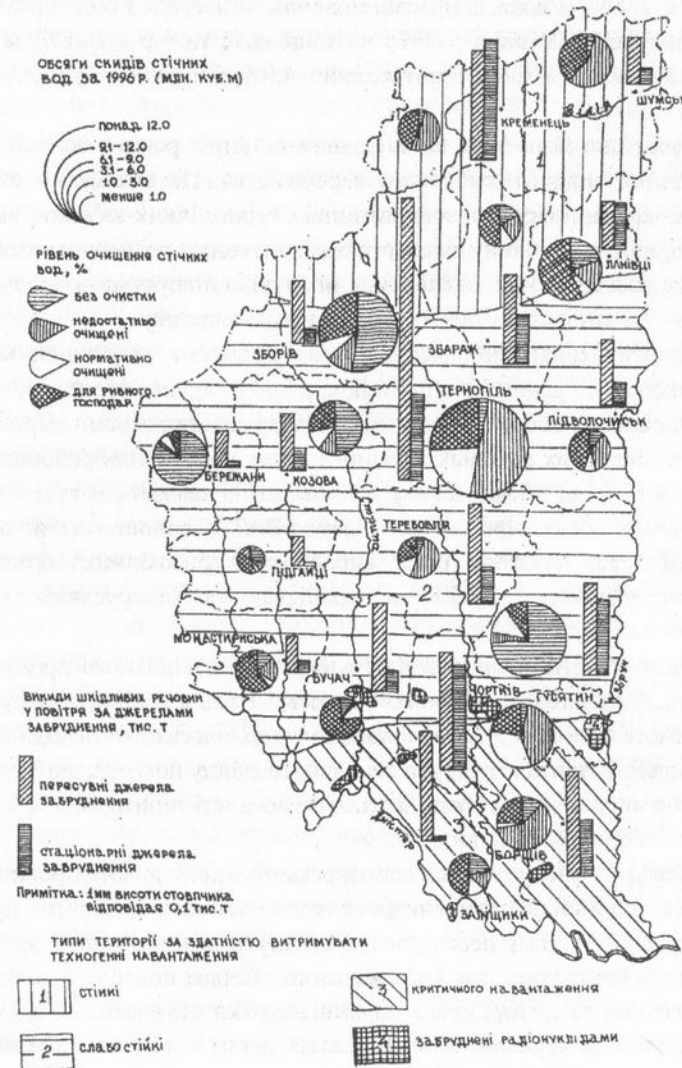 ОБСЯГИ СКИДІВ СТІЧНИХ
ВОД ЗА 1996 Р. (МЛН. КУБ.М)
ПОНАД 12.0
9.1 - 12.0
6.1 - 9.0
3.1 - 6.0
1.0 - 3.0
МЕНШЕ 1.0
РІВЕНЬ ОЧИЩЕННЯ СТІЧНИХ
ВОД, %
БЕЗ ОЧИСТКИ
НЕДОСТАТНЬО
ОЧИЩЕНІ
НОРМАТИВНО
ОЧИЩЕНІ
ДЛЯ РИБНОГО
ГОСПОДАР.
ШУМСЬК
КРЕМЕНЕЦЬ
1
ЛАНІВЦІ
ЗБОРІВ
ЗБАРАЖ
ТЕРНОПІЛЬ
ПІДВОЛОЧИСЬК
БЕРЕЖАНИ
КОЗОВА
ТЕРЕБОВЛЯ
ПІДГАЙЦІ
2
МОНАСТИРИСЬКА
БУЧАЧ
ЧОРТКІВ
ГУСЯТИН
ЗБРУЧ
БОРЩІВ
ЗАЛІЩИКИ
ВИКИДИ ШКІДЛИВИХ РЕЧОВИН
У ПОВІТРЯ ЗА ДЖЕРЕЛАМИ
ЗАБРУДНЕННЯ, ТИС. Т
ПЕРЕСУВНІ ДЖЕРЕЛА
ЗАБРУДНЕННЯ
СТАЦІОНАРНІ ДЖЕРЕЛА
ЗАБРУДНЕННЯ
Примітка: 1 мм висоти стовпчика
відповідає 0,1 тис. т
ТИПИ ТЕРИТОРІЇ ЗА ЗДАТНІСТЮ ВИТРИМУВАТИ
ТЕХНОГЕННІ НАВАНТАЖЕННЯ
1 СТІЙКІ
2 СЛАБО СТІЙКІ
3 КРИТИЧНОГО НАВАНТАЖЕННЯ
4 ЗАБРУДНЕНІ РАДІОНУКЛІДАМИ